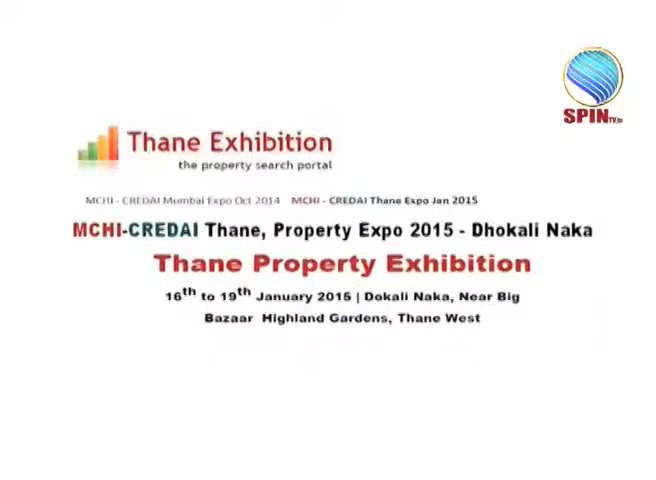 SPINTV.in
Thane Exhibition
the property search portal
MCHI - CREDAI Mumbai Expo Oct 2014 MCHI - CREDAI Thane Expo Jan 2015
MCHI-CREDAI Thane, Property Expo 2015 - Dhokali Naka
Thane Property Exhibition
16th to 19th January 2015 | Dokali Naka, Near Big
Bazaar Highland Gardens, Thane West